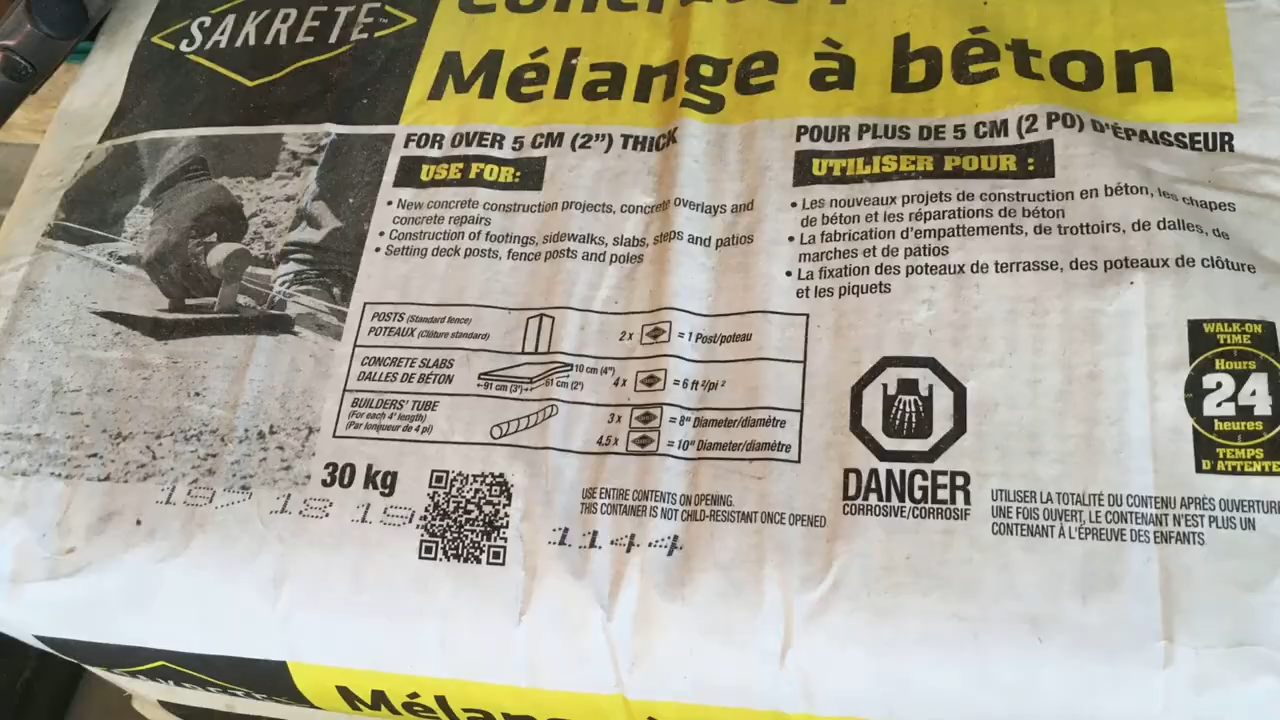 SAKRETE™
Mélange à béton
FOR OVER 5 CM (2") THICK
USE FOR:
• New concrete construction projects, concrete overlays and
concrete repairs
• Construction of footings, sidewalks, slabs, steps and patios
• Setting deck posts, fence posts and poles
POUR PLUS DE 5 CM (2 PO) D'ÉPAISSEUR
UTILISER POUR :
• Les nouveaux projets de construction en béton, les chapes
de béton et les réparations de béton
• La fabrication d'empattements, de trottoirs, de dalles, de
marches et de patios
• La fixation des poteaux de terrasse, des poteaux de clôture
et les piquets
POSTS (Standard fence)
POTEAUX (Clôture standard)
2 x = 1 Post/poteau
CONCRETE SLABS
DALLES DE BÉTON
91 cm (3') 61 cm (2') 10 cm (4")
4 x = 6 ft²/pi²
BUILDERS' TUBE
(For each 4' length)
(Par longueur de 4 pi)
3 x = 8" Diameter/diamètre
4.5 x = 10" Diameter/diamètre
WALK-ON
TIME
Hours
24
heures
TEMPS
D'ATTENTE
30 kg
197 18 19
USE ENTIRE CONTENTS ON OPENING.
THIS CONTAINER IS NOT CHILD-RESISTANT ONCE OPENED
11:44
DANGER
CORROSIVE/CORROSIF
UTILISER LA TOTALITÉ DU CONTENU APRÈS OUVERTURE
UNE FOIS OUVERT, LE CONTENANT N'EST PLUS UN
CONTENANT À L'ÉPREUVE DES ENFANTS